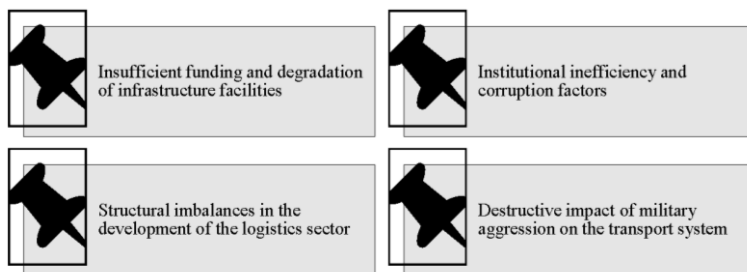 Insufficient funding and degradation
of infrastructure facilities
Institutional inefficiency and
corruption factors
Structural imbalances in the
development of the logistics sector
Destructive impact of military
aggression on the transport system